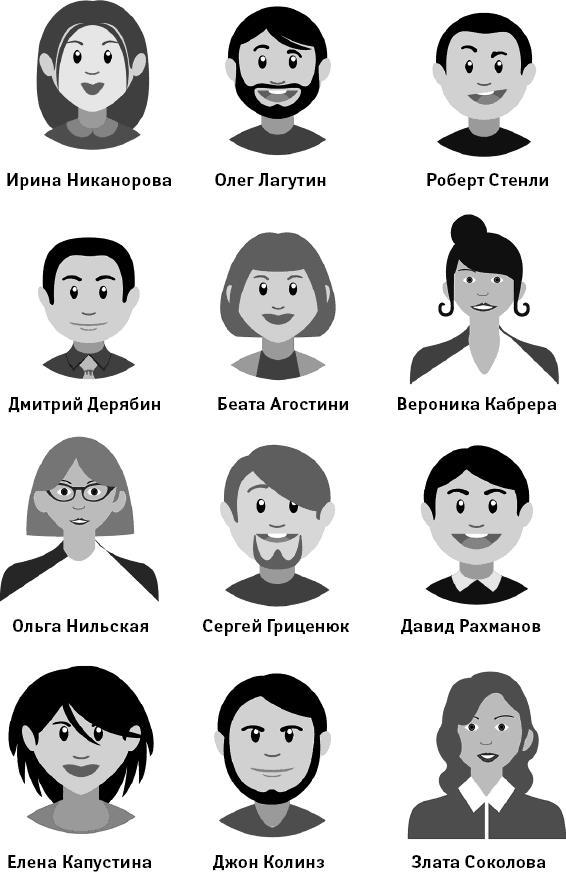 Ирина Никанорова
Олег Лагутин
Роберт Стенли
Дмитрий Дерябин
Беата Агостини
Вероника Кабрера
Ольга Нильская
Сергей Гриценюк
Давид Рахманов
Елена Капустина
Джон Колинз
Злата Соколова